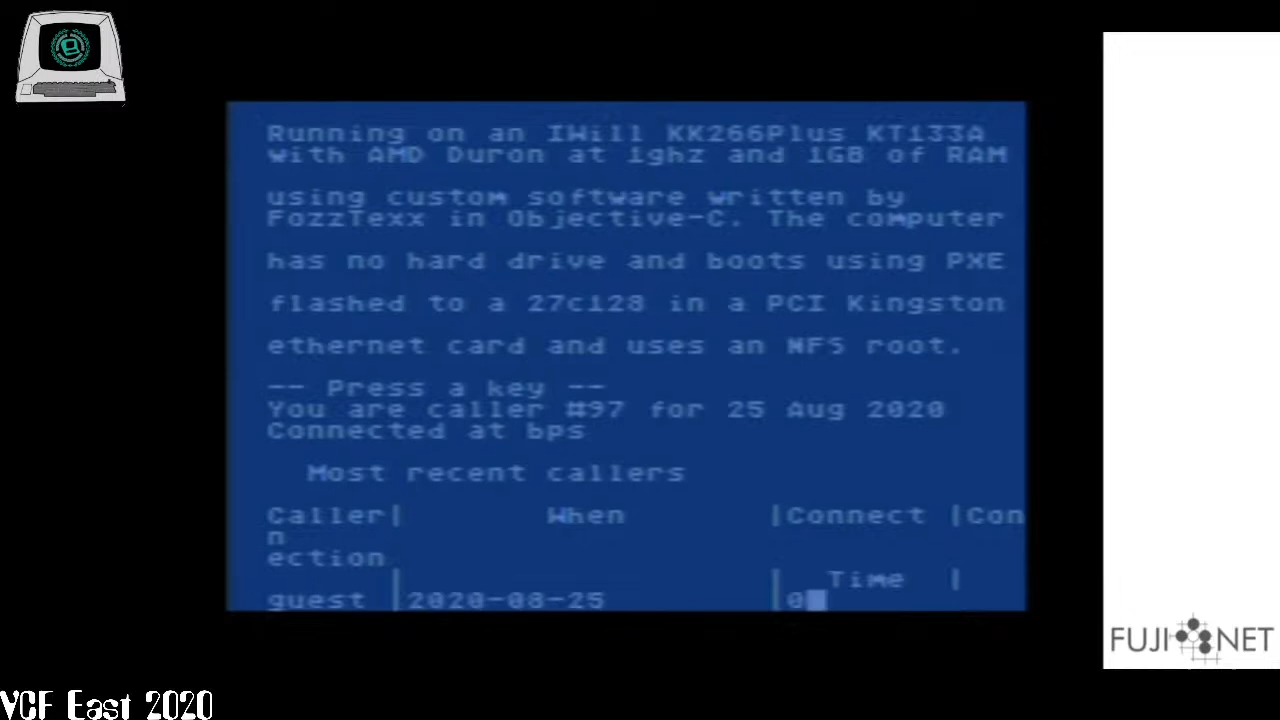 Running on an IWill KK266Plus KT133A
with AMD Duron at 1ghz and 1GB of RAM
using custom software written by
FozzTexx in Objective-C. The computer
has no hard drive and boots using PXE
flashed to a 27c128 in a PCI Kingston
ethernet card and uses an NFS root.
-- Press a key --
You are caller #97 for 25 Aug 2020
Connected at bps
Most recent callers
Caller| When |Connect |Con
n
ection
| | Time |
guest |2020-08-25 |0
FUJINET
VCF East 2020